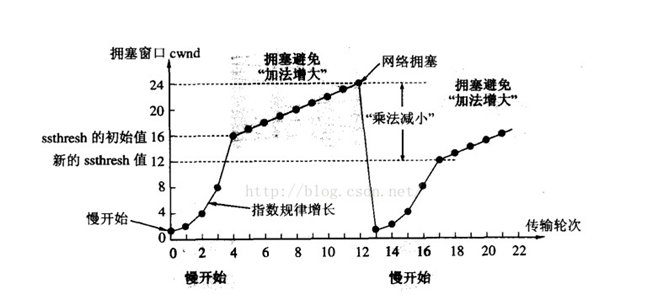 拥塞窗口 cwnd
拥塞避免
“加法增大”
网络拥塞
拥塞避免
“加法增大”
24
20
“乘法减小”
ssthresh 的初始值 16
新的 ssthresh 值 12
http://blog.csdn.net
8
指数规律增长
4
慢开始
0
传输轮次
0 2 4 6 8 10 12 14 16 18 20 22
慢开始
慢开始